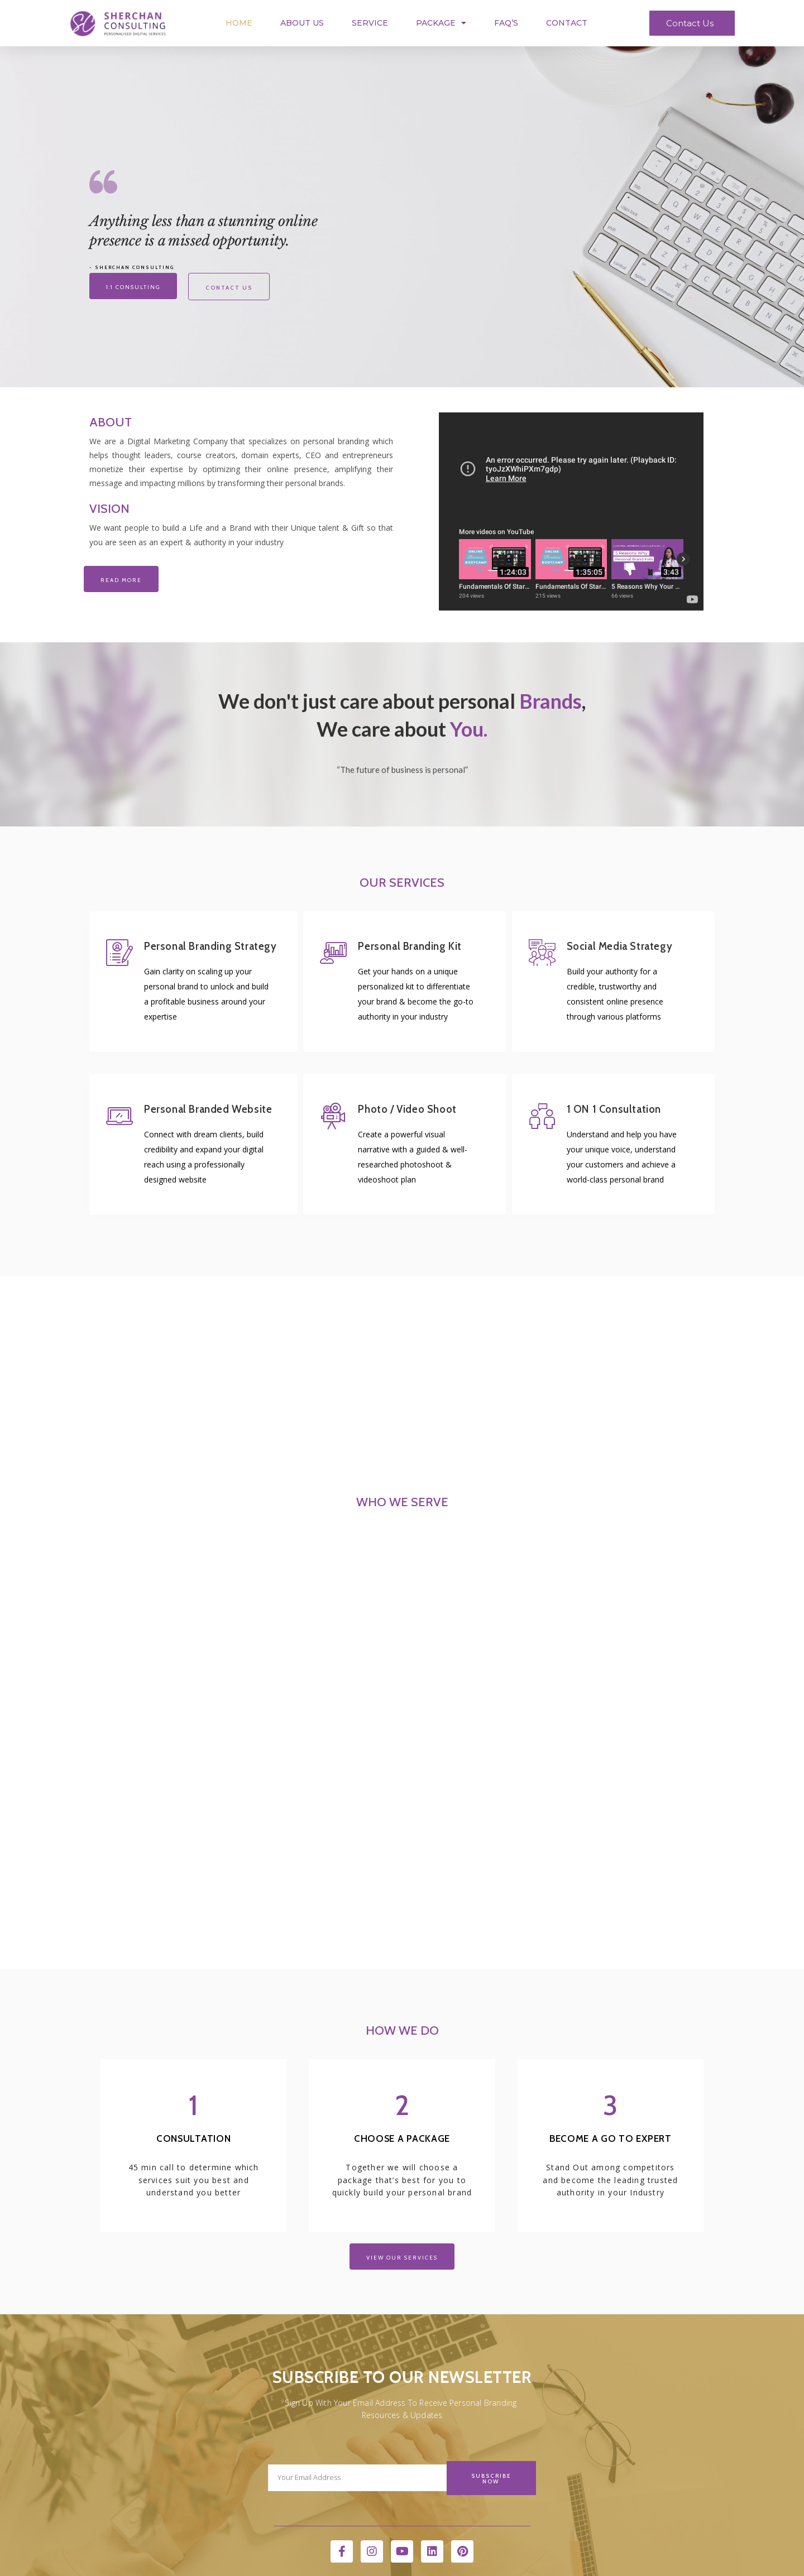 SHERCHAN
CONSULTING
PERSONALISED DIGITAL SERVICES
HOME
ABOUT US
SERVICE
PACKAGE
FAQ'S
CONTACT
Contact Us
Anything less than a stunning online
presence is a missed opportunity.
- SHERCHAN CONSULTING
1:1 CONSULTING
CONTACT US
ABOUT
We are a Digital Marketing Company that specializes on personal branding which
helps thought leaders, course creators, domain experts, CEO and entrepreneurs
monetize their expertise by optimizing their online presence, amplifying their
message and impacting millions by transforming their personal brands.
VISION
We want people to build a Life and a Brand with their Unique talent & Gift so that
you are seen as an expert & authority in your industry
READ MORE
An error occurred. Please try again later. (Playback ID:
tyoJzXWhiPXm7gdp)
Learn More
More videos on YouTube
1:24:03
1:35:05
3:43
Fundamentals Of Star...
Fundamentals Of Star...
5 Reasons Why Your ...
204 views
215 views
66 views
We don't just care about personal Brands,
We care about You.
“The future of business is personal”
OUR SERVICES
Personal Branding Strategy
Gain clarity on scaling up your
personal brand to unlock and build
a profitable business around your
expertise
Personal Branding Kit
Get your hands on a unique
personalized kit to differentiate
your brand & become the go-to
authority in your industry
Social Media Strategy
Build your authority for a
credible, trustworthy and
consistent online presence
through various platforms
Personal Branded Website
Connect with dream clients, build
credibility and expand your digital
reach using a professionally
designed website
Photo / Video Shoot
Create a powerful visual
narrative with a guided & well-
researched photoshoot &
videoshoot plan
1 ON 1 Consultation
Understand and help you have
your unique voice, understand
your customers and achieve a
world-class personal brand
WHO WE SERVE
HOW WE DO
1
CONSULTATION
45 min call to determine which
services suit you best and
understand you better
2
CHOOSE A PACKAGE
Together we will choose a
package that's best for you to
quickly build your personal brand
3
BECOME A GO TO EXPERT
Stand Out among competitors
and become the leading trusted
authority in your Industry
VIEW OUR SERVICES
SUBSCRIBE TO OUR NEWSLETTER
Sign Up With Your Email Address To Receive Personal Branding
Resources & Updates
Your Email Address
SUBSCRIBE
NOW